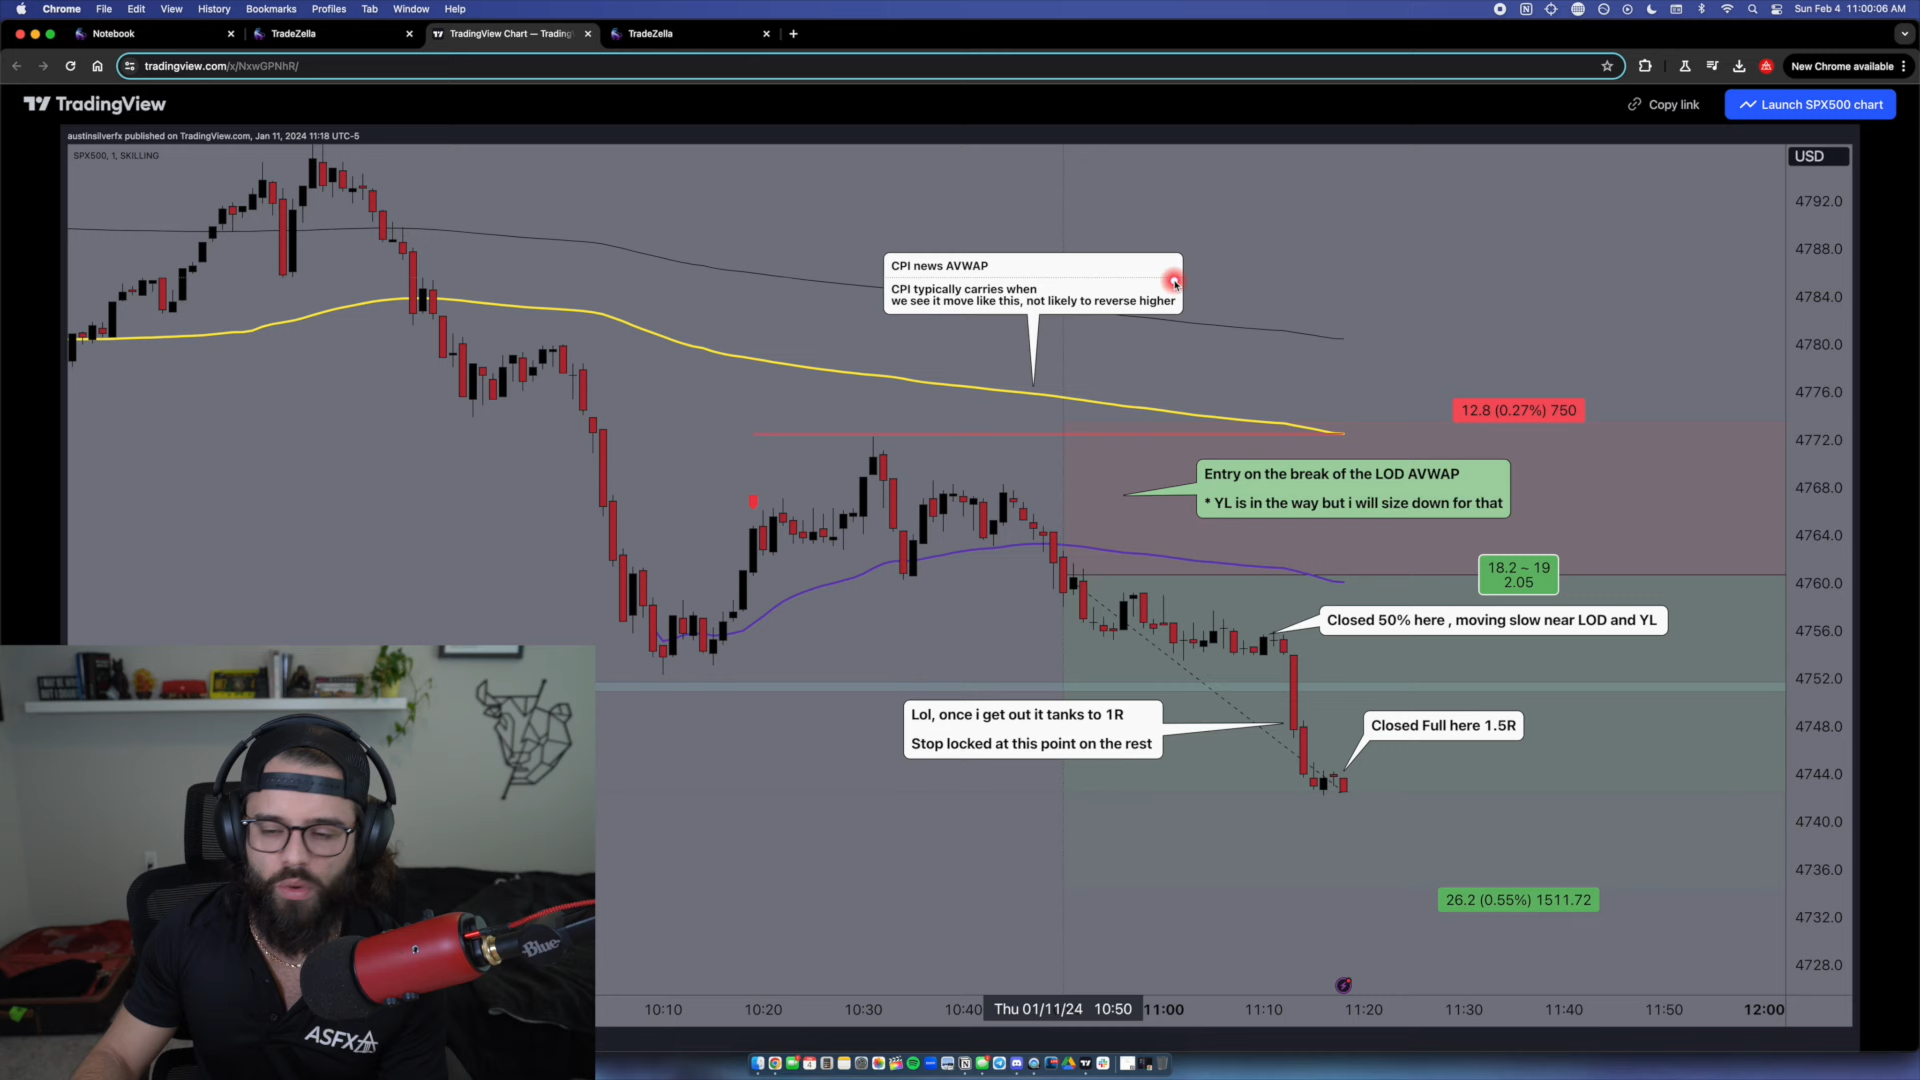 Chrome File Edit View History Bookmarks Profiles Tab Window Help
Sun Feb 4 11:00:06 AM
Notebook
TradeZella
TradingView Chart — Trading
TradeZella
tradingview.com/x/NxwGPNhR/
New Chrome available
TradingView
Copy link
Launch SPX500 chart
austinsilverfx published on TradingView.com, Jan 11, 2024 11:18 UTC-5
SPX500, 1, SKILLING
USD
4792.0
4788.0
4784.0
4780.0
4776.0
4772.0
4768.0
4764.0
4760.0
4756.0
4752.0
4748.0
4744.0
4740.0
4736.0
4732.0
4728.0
CPI news AVWAP
CPI typically carries when
we see it move like this, not likely to reverse higher
12.8 (0.27%) 750
Entry on the break of the LOD AVWAP
* YL is in the way but i will size down for that
18.2 ~ 19
2.05
Closed 50% here , moving slow near LOD and YL
Lol, once i get out it tanks to 1R
Stop locked at this point on the rest
Closed Full here 1.5R
26.2 (0.55%) 1511.72
10:10 10:20 10:30 10:40 Thu 01/11/24 10:50 11:00 11:10 11:20 11:30 11:40 11:50 12:00
Blue
ASFX